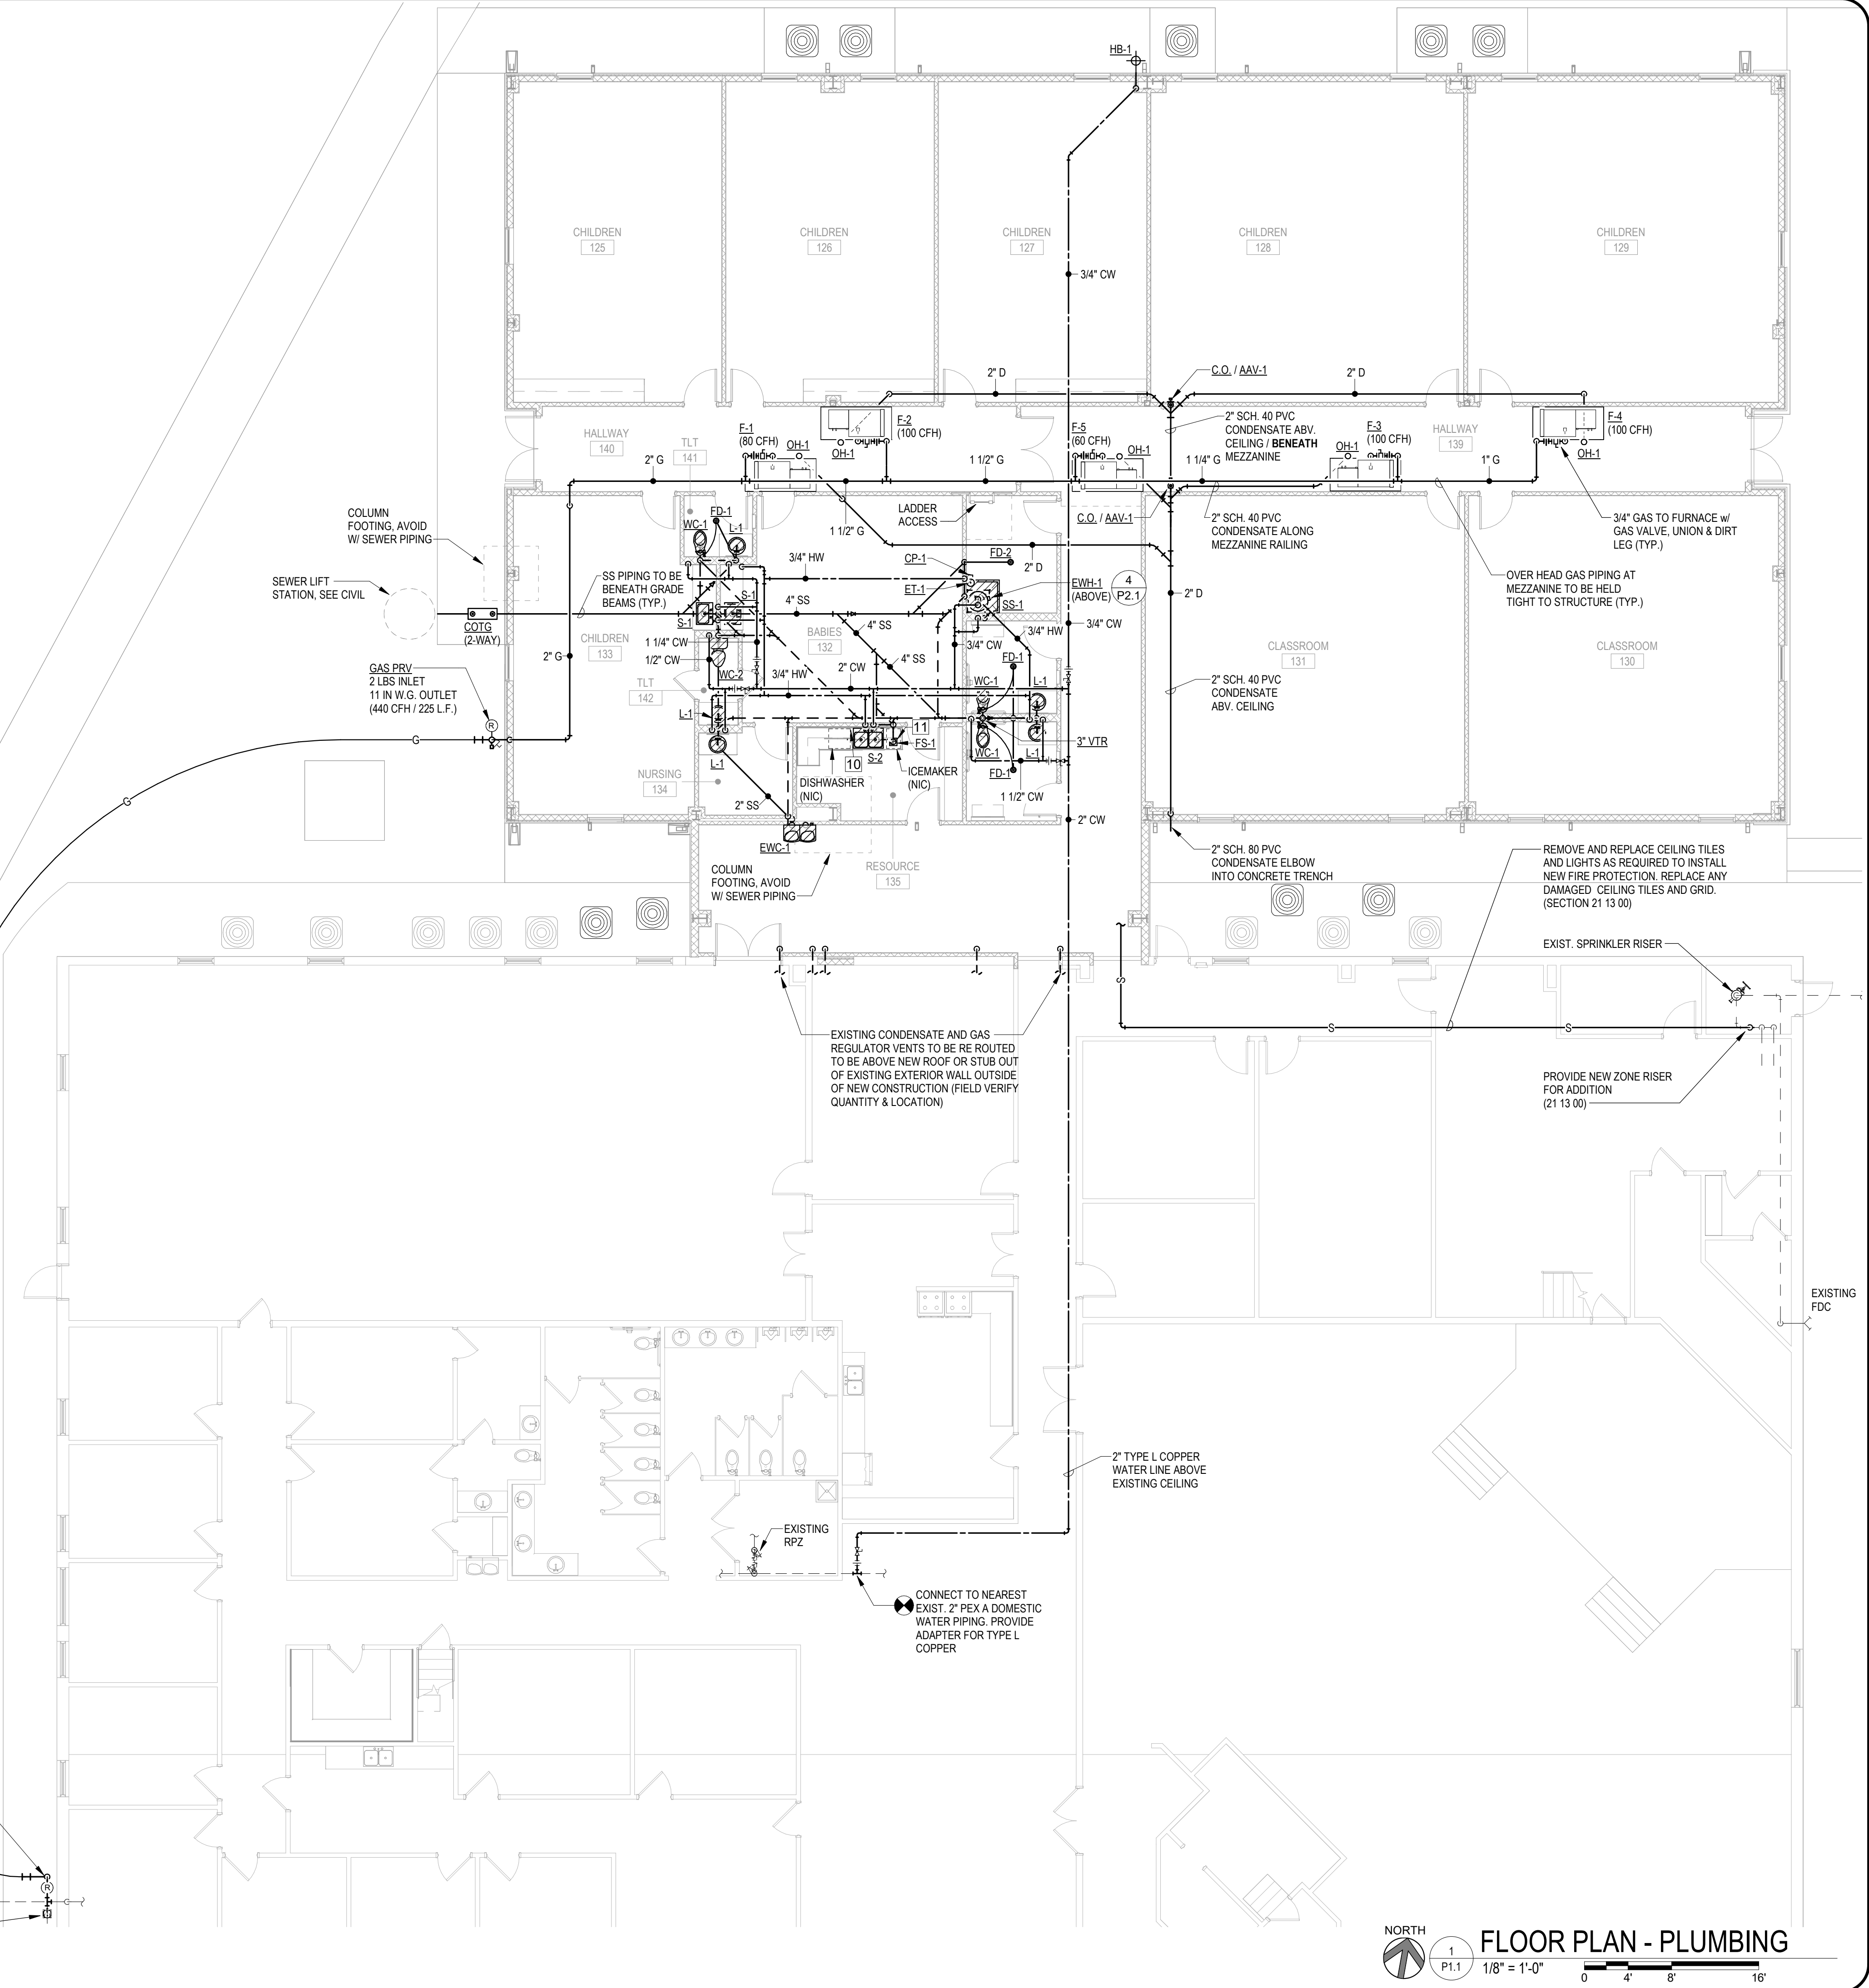 HB-1
CHILDREN
125
CHILDREN
126
CHILDREN
127
CHILDREN
128
CHILDREN
129
3/4" CW
2" D
C.O. / AAV-1
2" D
2" SCH. 40 PVC
CONDENSATE ABV.
CEILING / BENEATH
MEZZANINE
HALLWAY
140
TLT
141
F-1
(80 CFH)
OH-1
OH-1
F-2
(100 CFH)
F-5
(60 CFH)
OH-1
OH-1
F-3
(100 CFH)
HALLWAY
139
F-4
(100 CFH)
OH-1
2" G
1 1/2" G
1 1/4" G
1" G
COLUMN
FOOTING, AVOID
W/ SEWER PIPING
WC-1
FD-1
L-1
1 1/2" G
LADDER
ACCESS
C.O. / AAV-1
2" SCH. 40 PVC
CONDENSATE ALONG
MEZZANINE RAILING
3/4" GAS TO FURNACE w/
GAS VALVE, UNION & DIRT
LEG (TYP.)
3/4" HW
CP-1
FD-2
2" D
SEWER LIFT
STATION, SEE CIVIL
SS PIPING TO BE
BENEATH GRADE
BEAMS (TYP.)
ET-1
EWH-1
(ABOVE)
4
P2.1
OVER HEAD GAS PIPING AT
MEZZANINE TO BE HELD
TIGHT TO STRUCTURE (TYP.)
2" D
S-1
4" SS
SS-1
COTG
(2-WAY)
S-1
CHILDREN
133
1 1/4" CW
1/2" CW
BABIES
132
4" SS
4" SS
3/4" CW
3/4" HW
3/4" CW
CLASSROOM
131
CLASSROOM
130
2" G
GAS PRV
2 LBS INLET
11 IN W.G. OUTLET
(440 CFH / 225 L.F.)
R
G
G
WC-2
TLT
142
3/4" HW
2" CW
FD-1
WC-1
L-1
2" SCH. 40 PVC
CONDENSATE
ABV. CEILING
L-1
L-1
11
FS-1
S-2
10
ICEMAKER
(NIC)
DISHWASHER
(NIC)
WC-1
L-1
FD-1
3" VTR
1 1/2" CW
NURSING
134
2" SS
2" CW
EWC-1
COLUMN
FOOTING, AVOID
W/ SEWER PIPING
RESOURCE
135
2" SCH. 80 PVC
CONDENSATE ELBOW
INTO CONCRETE TRENCH
REMOVE AND REPLACE CEILING TILES
AND LIGHTS AS REQUIRED TO INSTALL
NEW FIRE PROTECTION. REPLACE ANY
DAMAGED CEILING TILES AND GRID.
(SECTION 21 13 00)
EXIST. SPRINKLER RISER
S
S
S
EXISTING CONDENSATE AND GAS
REGULATOR VENTS TO BE RE ROUTED
TO BE ABOVE NEW ROOF OR STUB OUT
OF EXISTING EXTERIOR WALL OUTSIDE
OF NEW CONSTRUCTION (FIELD VERIFY
QUANTITY & LOCATION)
PROVIDE NEW ZONE RISER
FOR ADDITION
(21 13 00)
EXISTING
FDC
2" TYPE L COPPER
WATER LINE ABOVE
EXISTING CEILING
EXISTING
RPZ
CONNECT TO NEAREST
EXIST. 2" PEX A DOMESTIC
WATER PIPING. PROVIDE
ADAPTER FOR TYPE L
COPPER
R
G
NORTH
1
P1.1
FLOOR PLAN - PLUMBING
1/8" = 1'-0"
0 4' 8' 16'